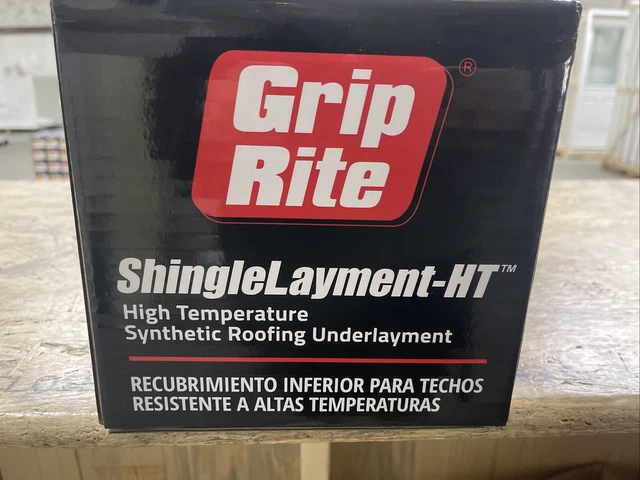 Grip
Rite®
ShingleLayment-HT™
High Temperature
Synthetic Roofing Underlayment
RECUBRIMIENTO INFERIOR PARA TECHOS
RESISTENTE A ALTAS TEMPERATURAS